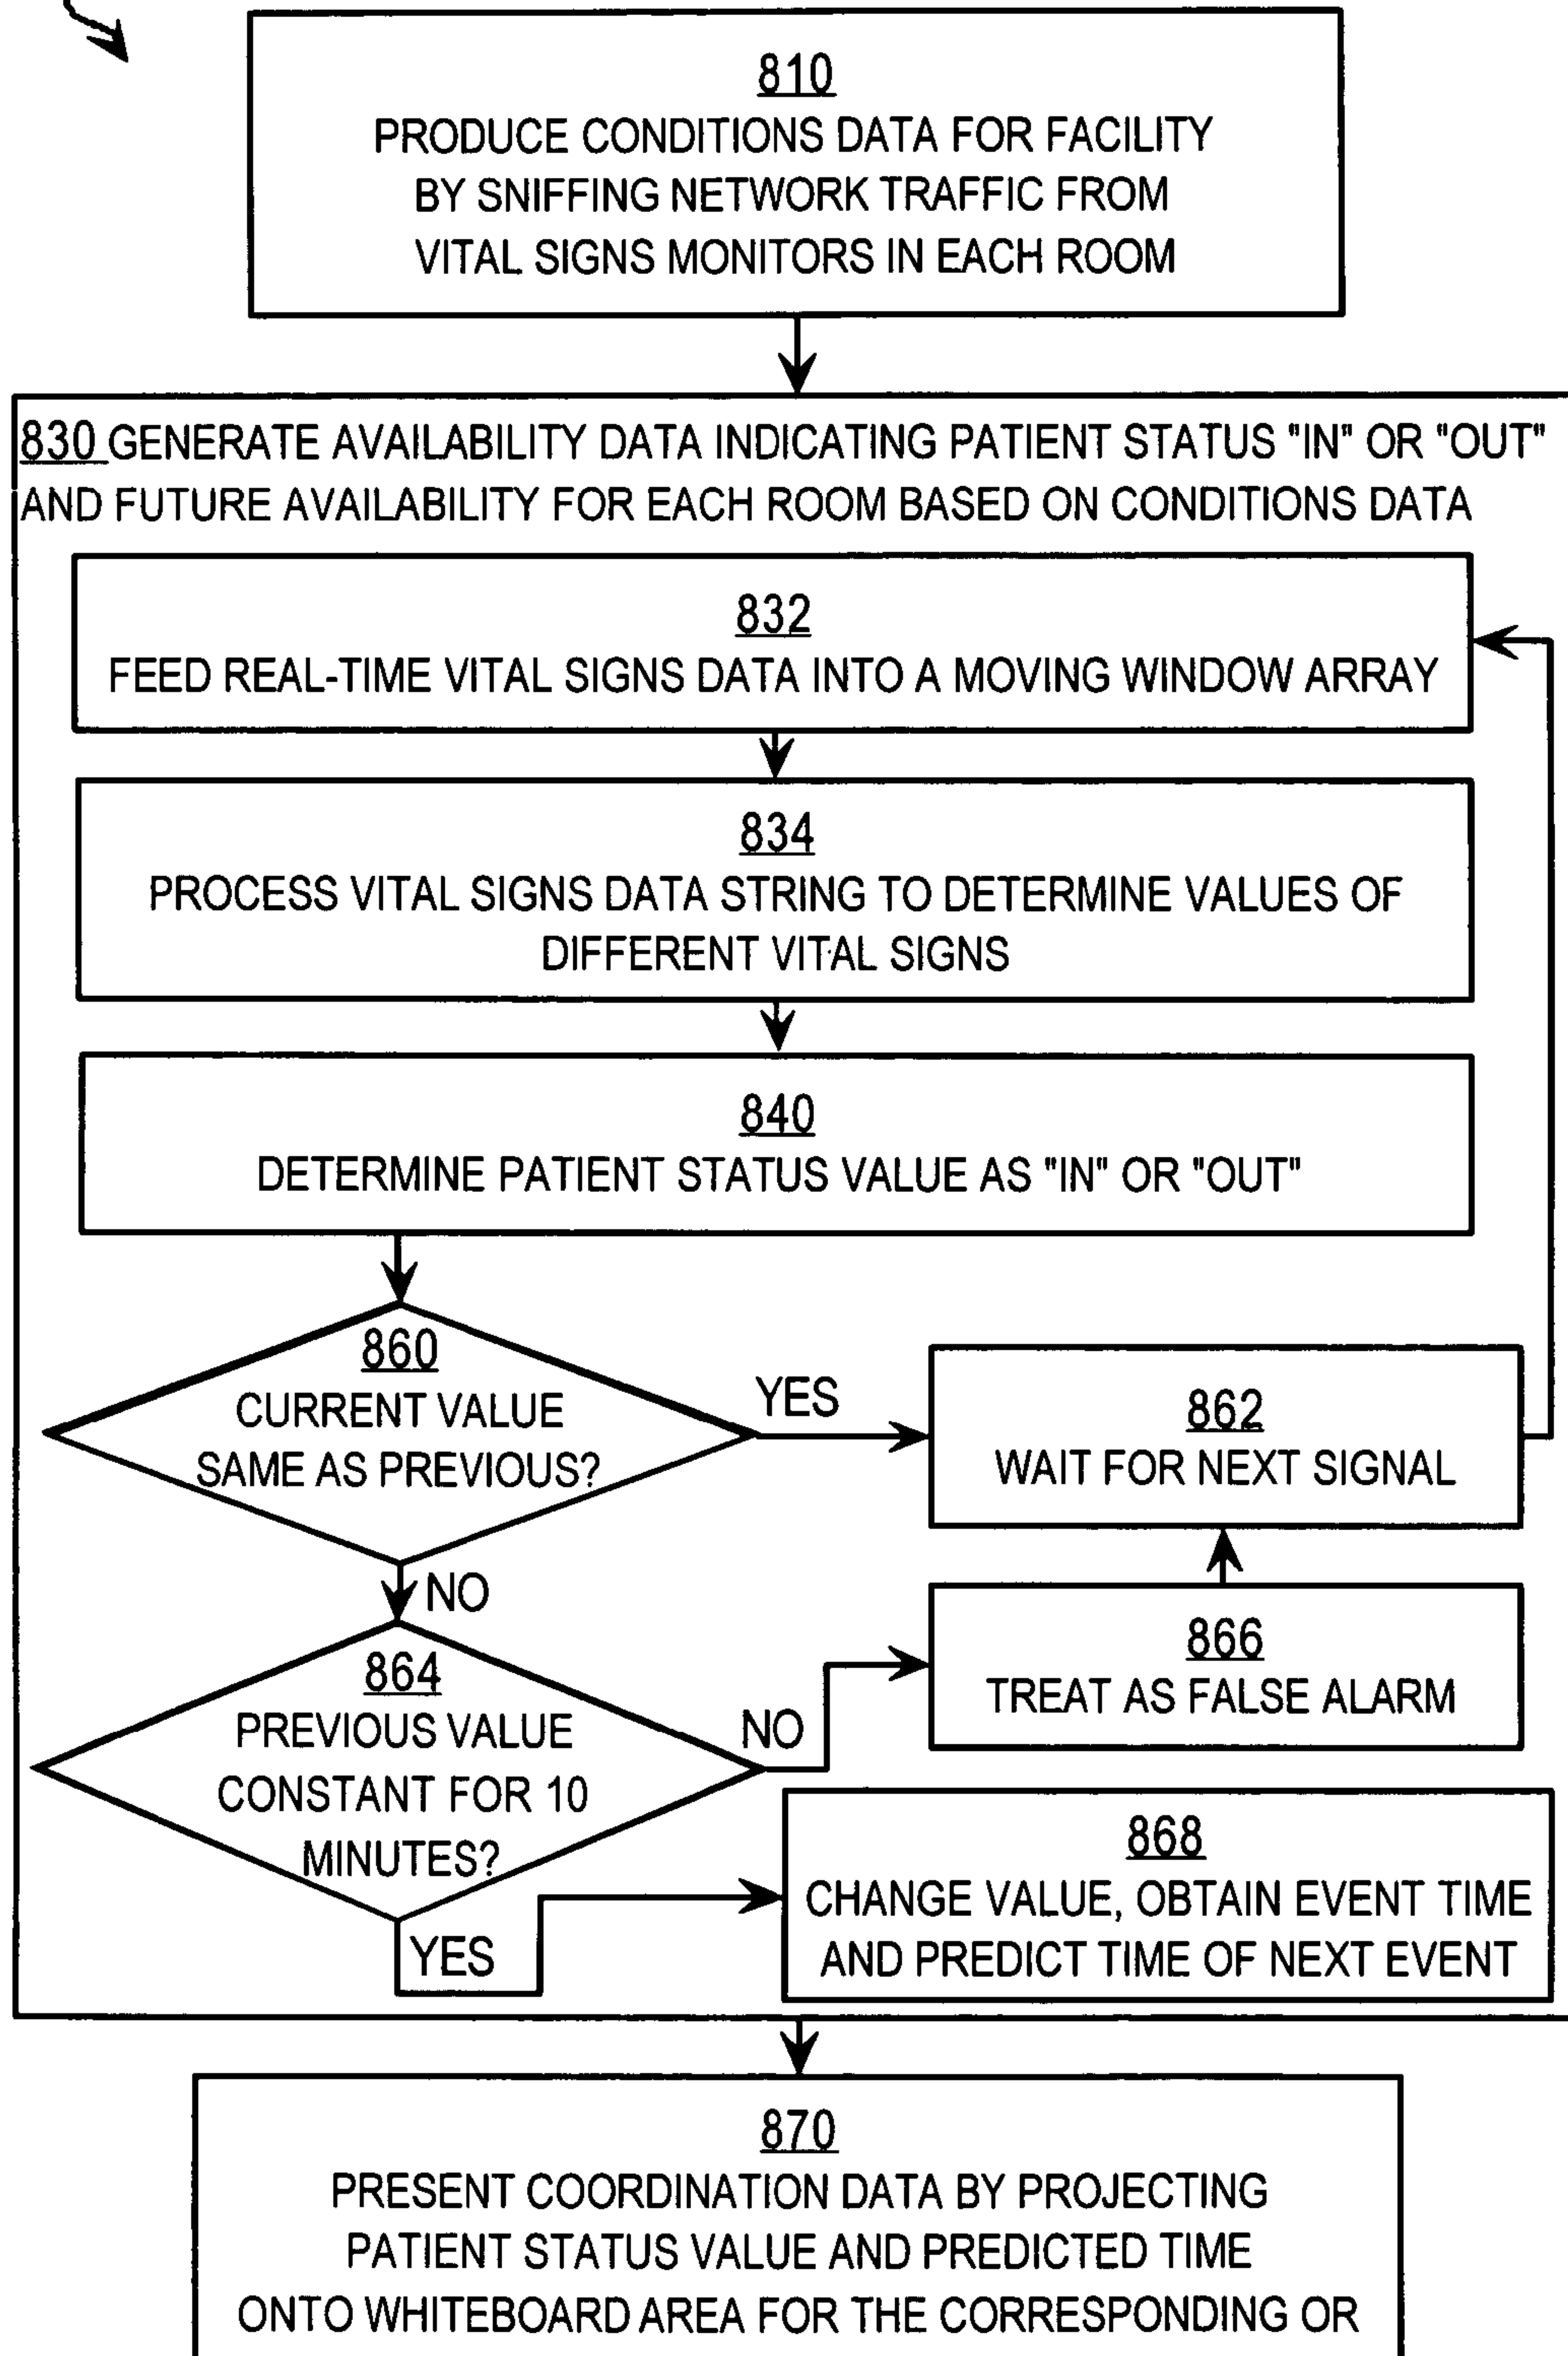 810
PRODUCE CONDITIONS DATA FOR FACILITY
BY SNIFFING NETWORK TRAFFIC FROM
VITAL SIGNS MONITORS IN EACH ROOM
830 GENERATE AVAILABILITY DATA INDICATING PATIENT STATUS "IN" OR "OUT"
AND FUTURE AVAILABILITY FOR EACH ROOM BASED ON CONDITIONS DATA
832
FEED REAL-TIME VITAL SIGNS DATA INTO A MOVING WINDOW ARRAY
834
PROCESS VITAL SIGNS DATA STRING TO DETERMINE VALUES OF
DIFFERENT VITAL SIGNS
840
DETERMINE PATIENT STATUS VALUE AS "IN" OR "OUT"
860
CURRENT VALUE
SAME AS PREVIOUS?
YES
862
WAIT FOR NEXT SIGNAL
NO
864
PREVIOUS VALUE
CONSTANT FOR 10
MINUTES?
NO
866
TREAT AS FALSE ALARM
YES
868
CHANGE VALUE, OBTAIN EVENT TIME
AND PREDICT TIME OF NEXT EVENT
870
PRESENT COORDINATION DATA BY PROJECTING
PATIENT STATUS VALUE AND PREDICTED TIME
ONTO WHITEBOARD AREA FOR THE CORRESPONDING OR